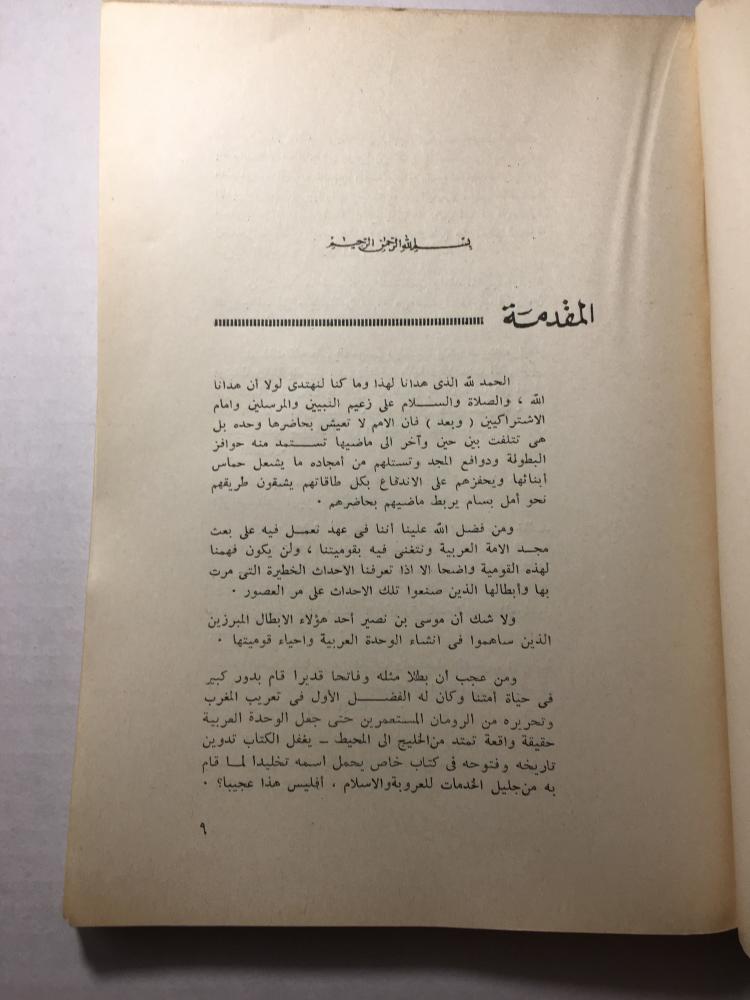 بسم الله الرحمن الرحيم
المقدمة
الحمد لله الذى هدانا لهذا وما كنا لنهتدى لولا أن هدانا
الله ، والصلاة والســــلام على زعيم النبيين والمرسلين وامام
الاشتراكيين ( وبعد ) فان الامم لا تعيش بحاضرها وحده بل
هى تتلفت بين حين وآخر الى ماضيها تســتمد منه حوافز
البطولة ودوافع المجد وتستلهم من أمجاده ما يشعل حماس
أبنائها ويحفزهم على الاندفاع بكل طاقاتهم يشقون طريقهم
نحو أمل بسام يربط ماضيهم بحاضرهم .
ومن فضل الله علينا أننا فى عهد نعمــل فيه على بعث
مجــد الامة العربية ونتغنى فيه بقوميتنا ، ولن يكون فهمنا
لهذه القومية واضحا الا اذا تعرفنا الاحداث الخطيرة التى مرت
بها وأبطالها الذين صنعوا تلك الاحداث على مر العصور .
ولا شك أن موسى بن نصير أحد هؤلاء الابطال المبرزين
الذين ساهموا فى انشاء الوحدة العربية واحياء قوميتها .
ومن عجب أن بطلا مثله وفاتحا قديرا قام بدور كبير
فى حياة أمتنا وكان له الفضــــل الأول فى تعريب المغرب
وتحريره من الرومان المستعمرين حتى جعل الوحدة العربية
حقيقة واقعة تمتد من الخليج الى المحيط – يغفل الكتاب تدوين
تاريخه وفتوحه فى كتاب خاص يحمل اسمه تخليدا لما قام
به من جليل الخدمات للعروبة والاسلام . أفليس هذا عجيبا؟ .
٩